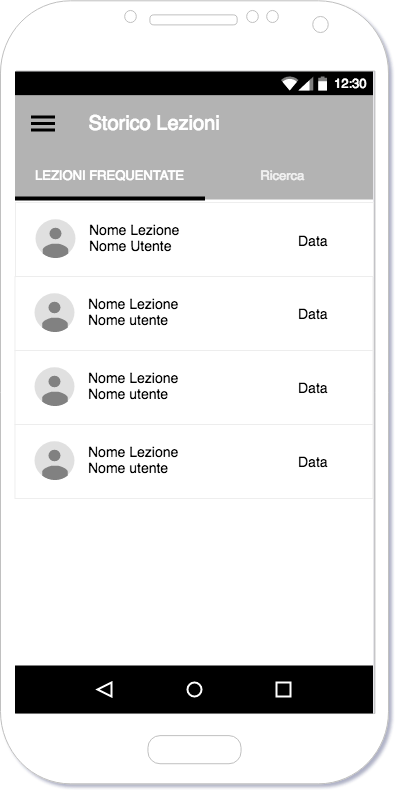 12:30
Storico Lezioni
LEZIONI FREQUENTATE Ricerca
Nome Lezione
Nome Utente
Data
Nome Lezione
Nome utente
Data
Nome Lezione
Nome utente
Data
Nome Lezione
Nome utente
Data